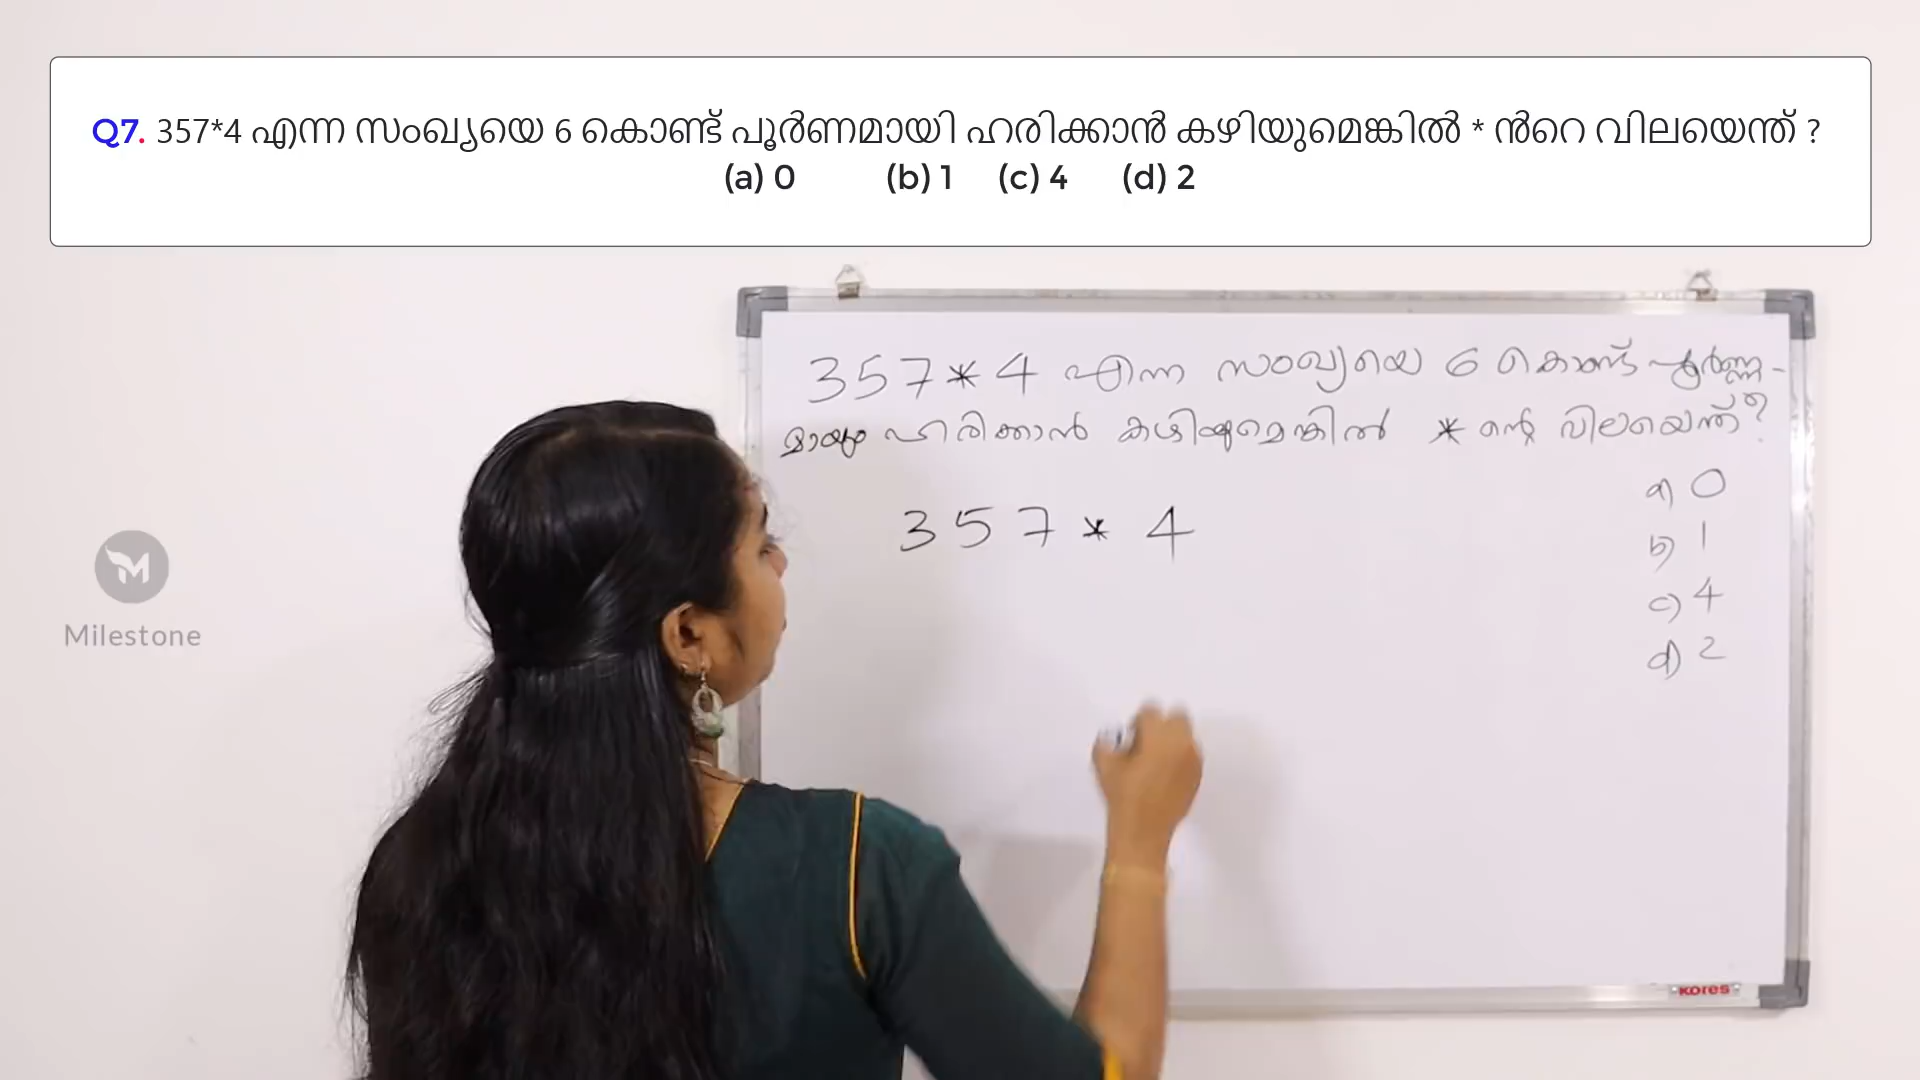 Q7. 357*4 എന്ന സംഖ്യയെ 6 കൊണ്ട് പൂർണമായി ഹരിക്കാൻ കഴിയുമെങ്കിൽ * ൻറെ വിലയെന്ത് ?
(a) 0 (b) 1 (c) 4 (d) 2
357*4 എന്ന സംഖ്യയെ 6 കൊണ്ട് പൂർണ്ണ-
മായും ഹരിക്കാൻ കഴിയുമെങ്കിൽ * ന്റെ വിലയെന്ത്?
a) 0
b) 1
c) 4
d) 2
357*4
Milestone
KOreS